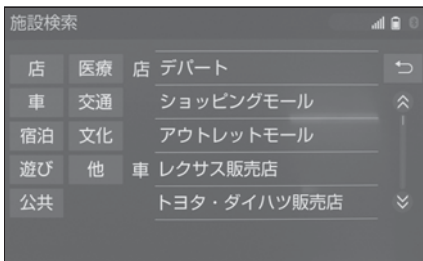 施設検索
店 医療 店 デパート
車 交通 ショッピングモール
宿泊 文化 アウトレットモール
遊び 他 車 レクサス販売店
公共 トヨタ・ダイハツ販売店